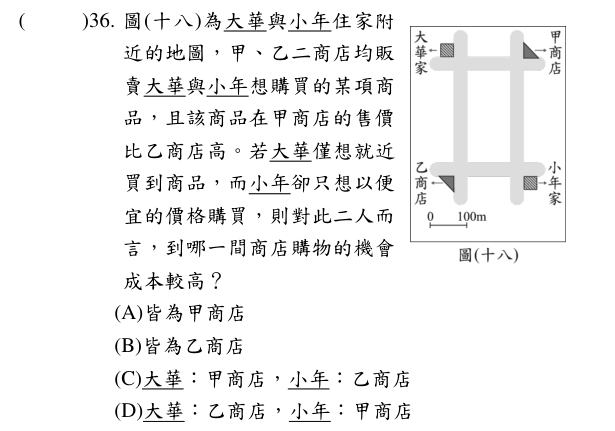 (　　)36. 圖(十八)為大華與小年住家附
近的地圖，甲、乙二商店均販
賣大華與小年想購買的某項商
品，且該商品在甲商店的售價
比乙商店高。若大華僅想就近
買到商品，而小年卻只想以便
宜的價格購買，則對此二人而
言，到哪一間商店購物的機會
成本較高？
(A)皆為甲商店
(B)皆為乙商店
(C)大華：甲商店，小年：乙商店
(D)大華：乙商店，小年：甲商店
大華家
甲商店
乙商店
小年家
0 100m
圖(十八)